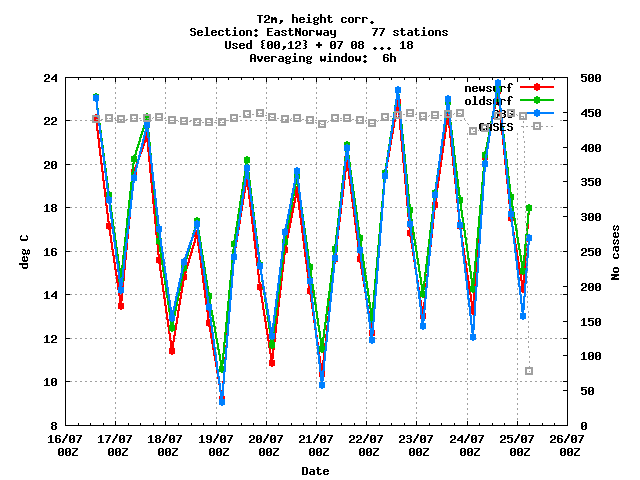 T2m, height corr.
Selection: EastNorway     77 stations
Used {00,12} + 07 08 ... 18
Averaging window:  6h
newsurf
oldsurf
CASES
deg C
24
22
20
18
16
14
12
10
8
No cases
500
450
400
350
300
250
200
150
100
50
0
16/07 17/07 18/07 19/07 20/07 21/07 22/07 23/07 24/07 25/07 26/07
00Z 00Z 00Z 00Z 00Z 00Z 00Z 00Z 00Z 00Z 00Z
Date